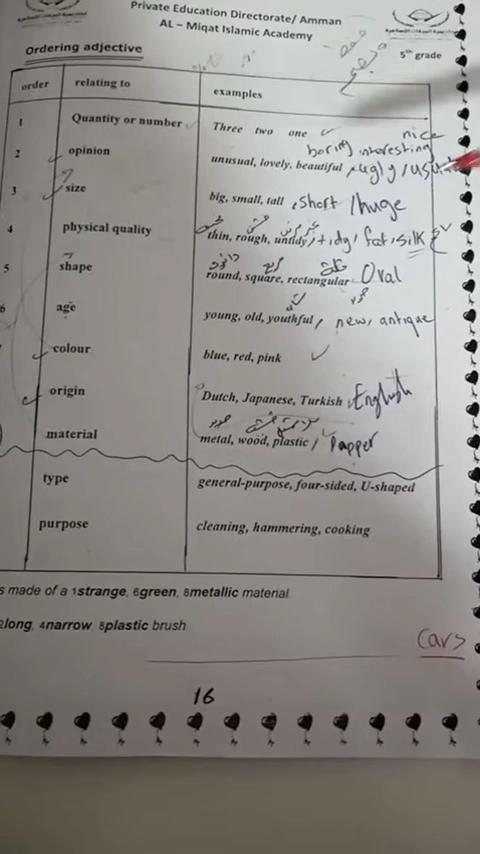 Private Education Directorate/ Amman
AL – Miqat Islamic Academy
5th grade
Ordering adjective
order relating to examples
1 Quantity or number Three two one
nice
boring interesting
2 opinion unusual, lovely, beautiful, ugly /
3 size big, small, tall, short / huge
4 physical quality thin, rough, untidy, tidy, fat, silk
5 shape round, square, rectangular Oval
6 age young, old, youthful, new, antique
colour blue, red, pink
origin Dutch, Japanese, Turkish, English
material metal, wood, plastic / Papper
type general-purpose, four-sided, U-shaped
purpose cleaning, hammering, cooking
s made of a 1strange, 6green, 8metallic material
2long, 4narrow, 8plastic brush
Cars
16